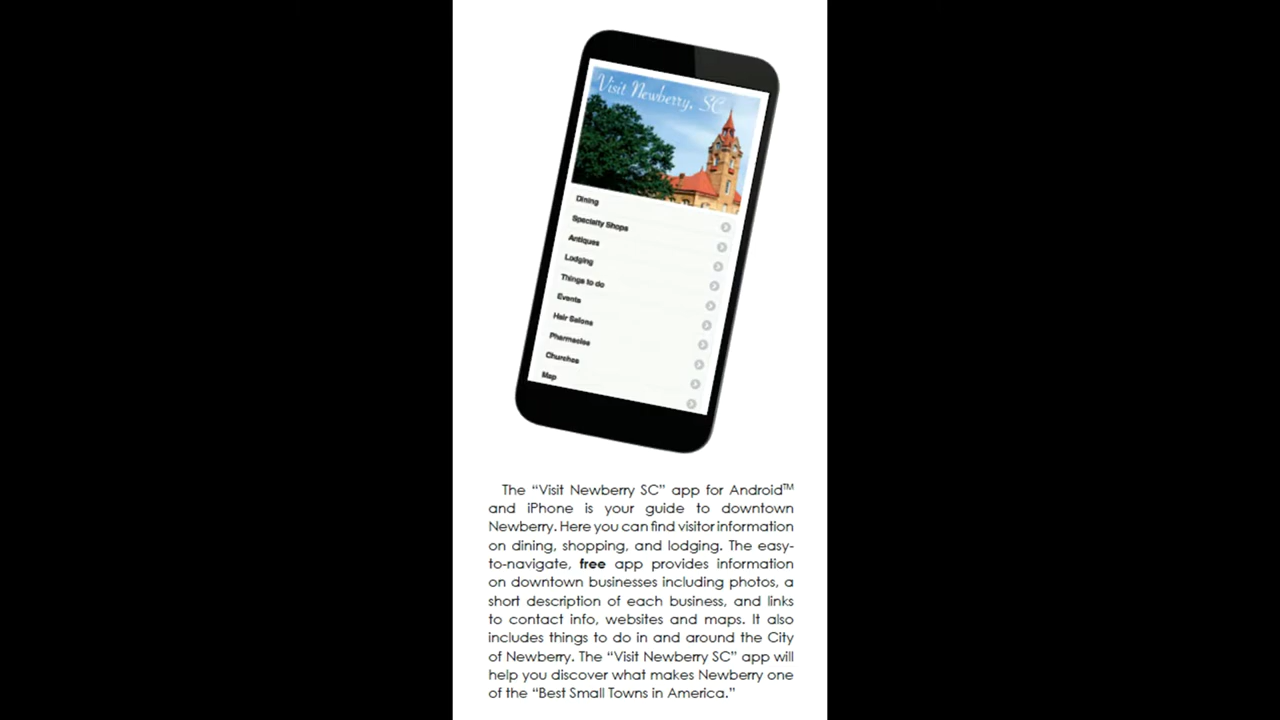 Visit Newberry, SC
Dining
Specialty Shops
Antiques
Lodging
Things to do
Events
Hair Salons
Pharmacies
Churches
Map
The “Visit Newberry SC” app for Android™
and iPhone is your guide to downtown
Newberry. Here you can find visitor information
on dining, shopping, and lodging. The easy-
to-navigate, free app provides information
on downtown businesses including photos, a
short description of each business, and links
to contact info, websites and maps. It also
includes things to do in and around the City
of Newberry. The “Visit Newberry SC” app will
help you discover what makes Newberry one
of the “Best Small Towns in America.”